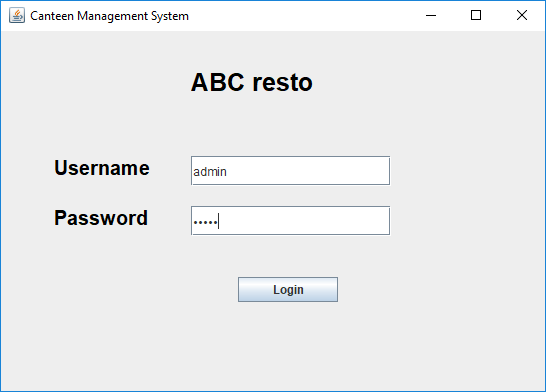 Canteen Management System
ABC resto
Username admin
Password •••••
Login